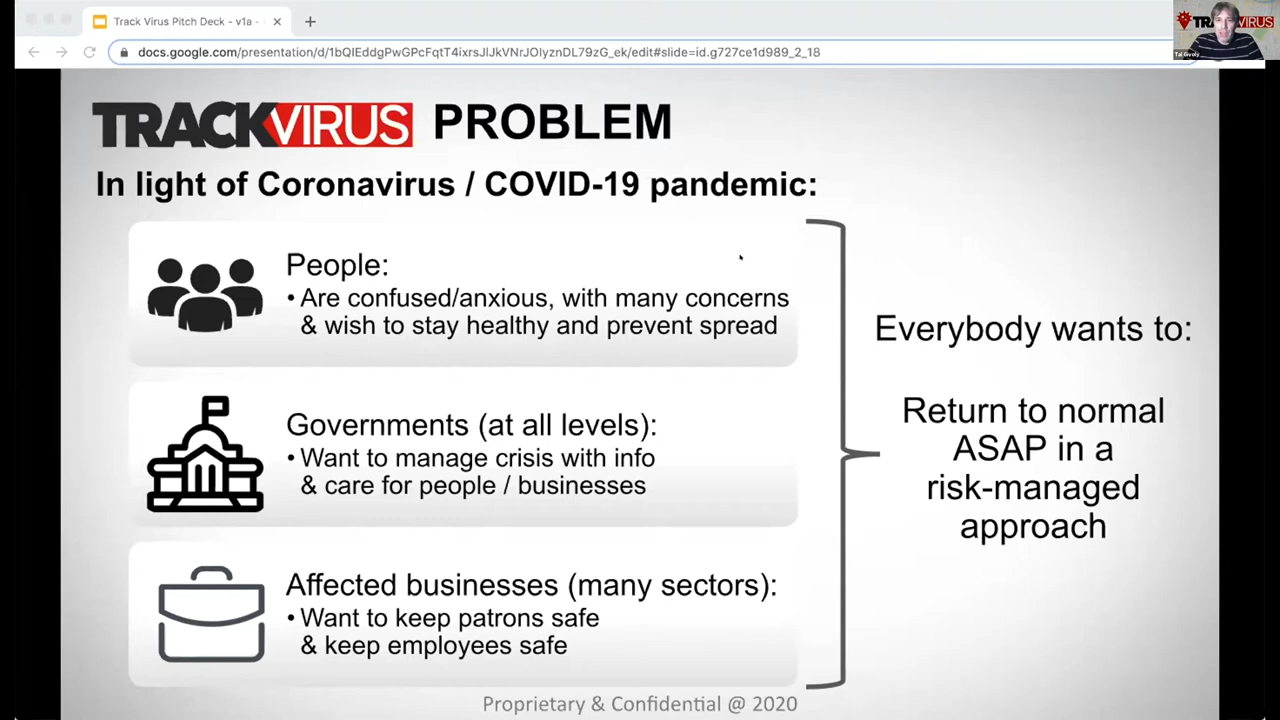 Track Virus Pitch Deck - v1a -
docs.google.com/presentation/d/1bQIEddgPwGPcFqtT4ixrsJlJkVNrJOlyznDL79zG_ek/edit#slide=id.g727ce1d989_2_18
TRACKVIRUS
Tal Givoly
TRACKVIRUS PROBLEM
In light of Coronavirus / COVID-19 pandemic:
People:
• Are confused/anxious, with many concerns
& wish to stay healthy and prevent spread
Governments (at all levels):
• Want to manage crisis with info
& care for people / businesses
Affected businesses (many sectors):
• Want to keep patrons safe
& keep employees safe
Everybody wants to:
Return to normal
ASAP in a
risk-managed
approach
Proprietary & Confidential @ 2020